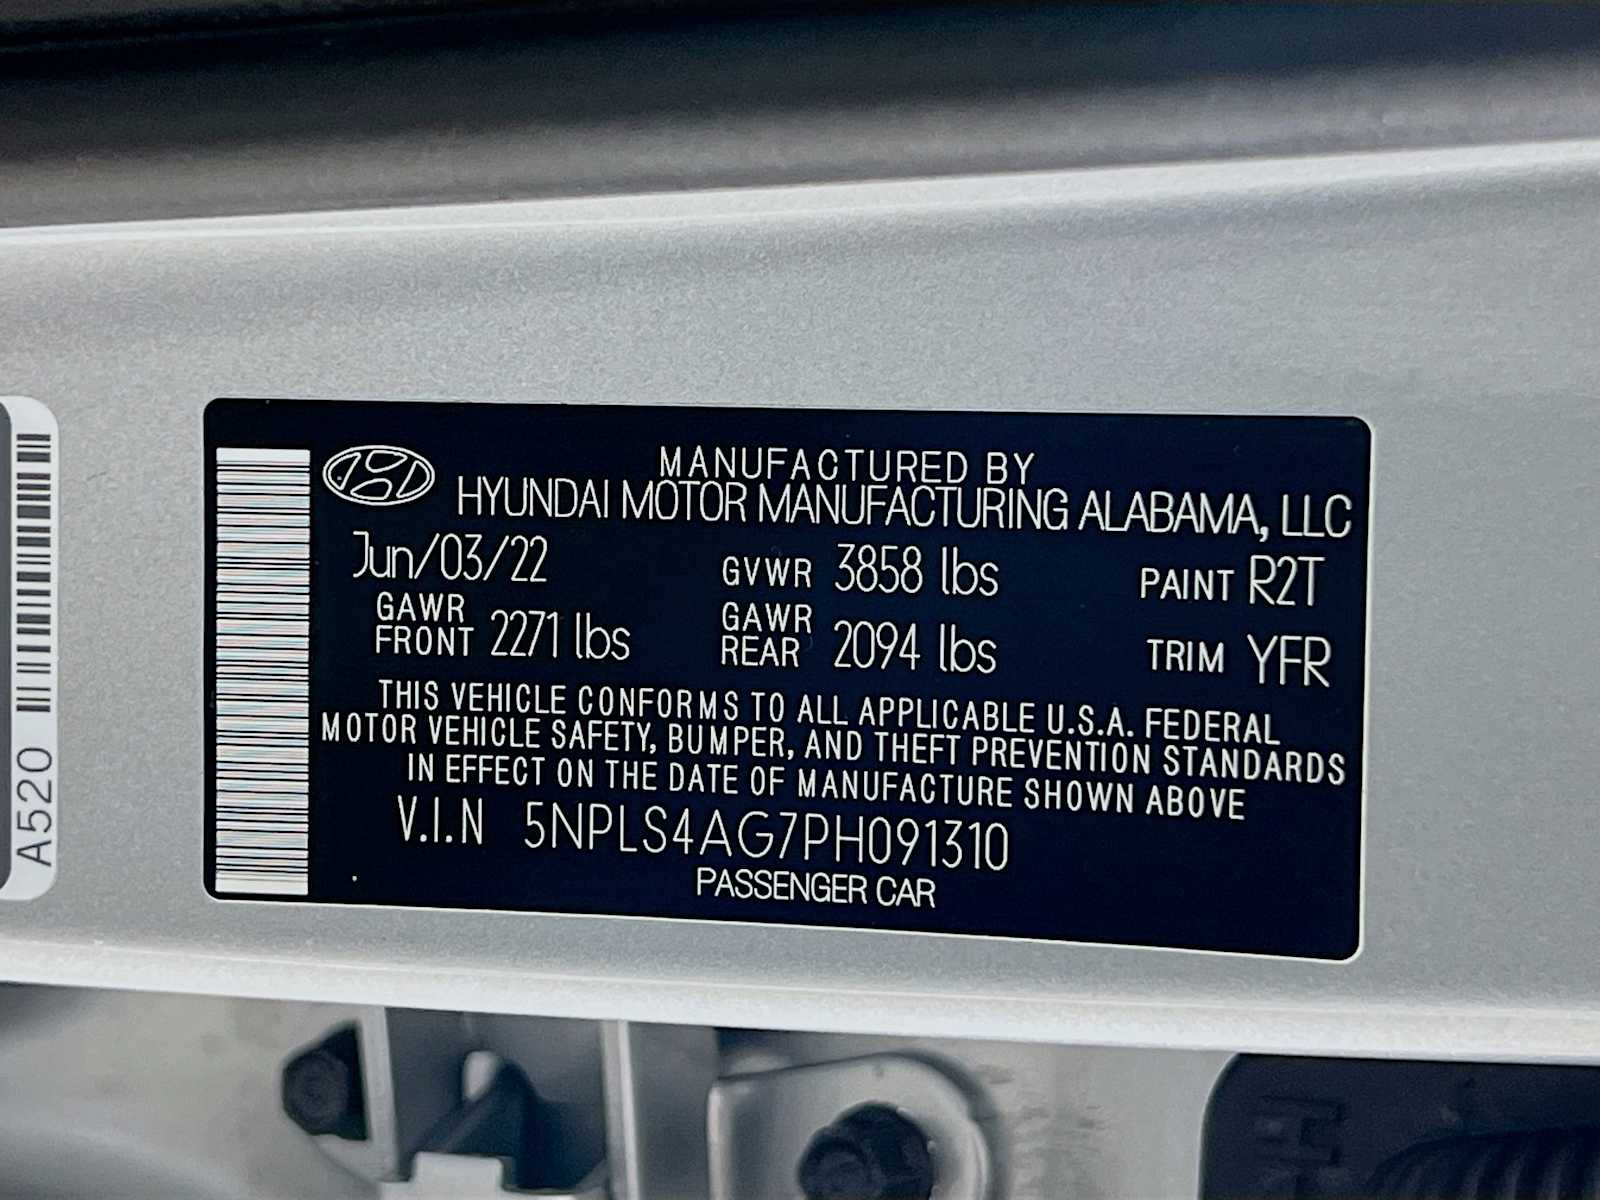 MANUFACTURED BY
HYUNDAI MOTOR MANUFACTURING ALABAMA, LLC
Jun/03/22 GVWR 3858 lbs PAINT R2T
GAWR FRONT 2271 lbs GAWR REAR 2094 lbs TRIM YFR
THIS VEHICLE CONFORMS TO ALL APPLICABLE U.S.A. FEDERAL
MOTOR VEHICLE SAFETY, BUMPER, AND THEFT PREVENTION STANDARDS
IN EFFECT ON THE DATE OF MANUFACTURE SHOWN ABOVE
V.I.N 5NPLS4AG7PH091310
PASSENGER CAR
A520